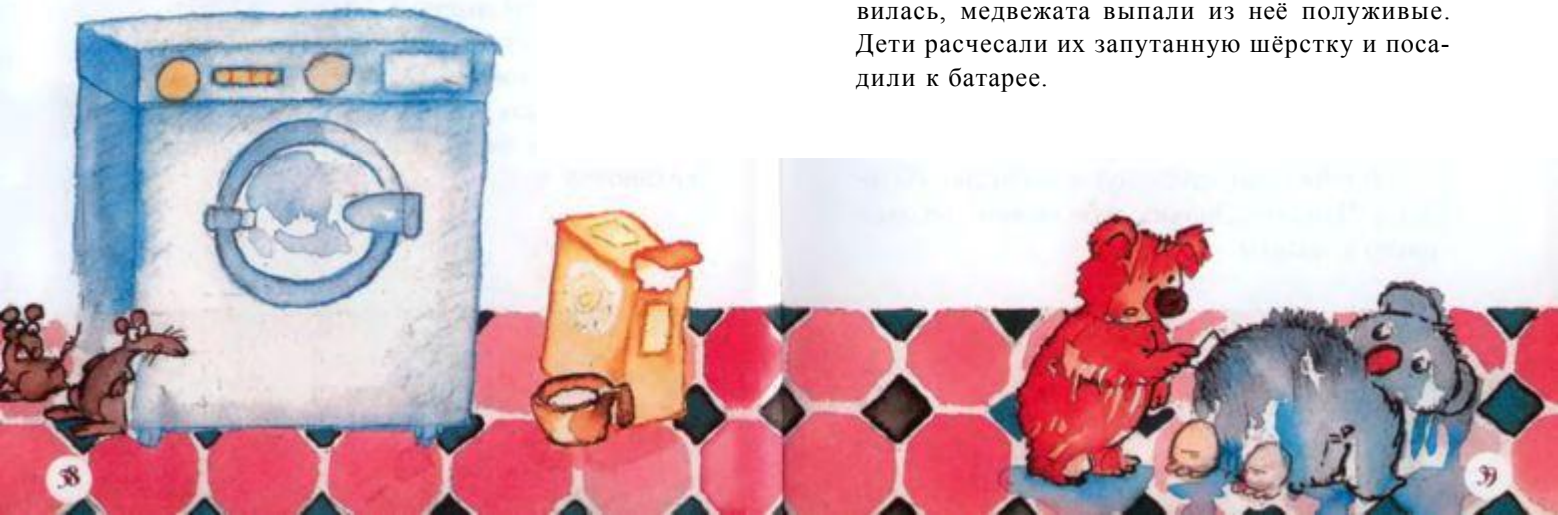 вилась, медвежата выпали из неё полуживые.
Дети расчесали их запутанную шёрстку и поса-
дили к батарее.
38
39